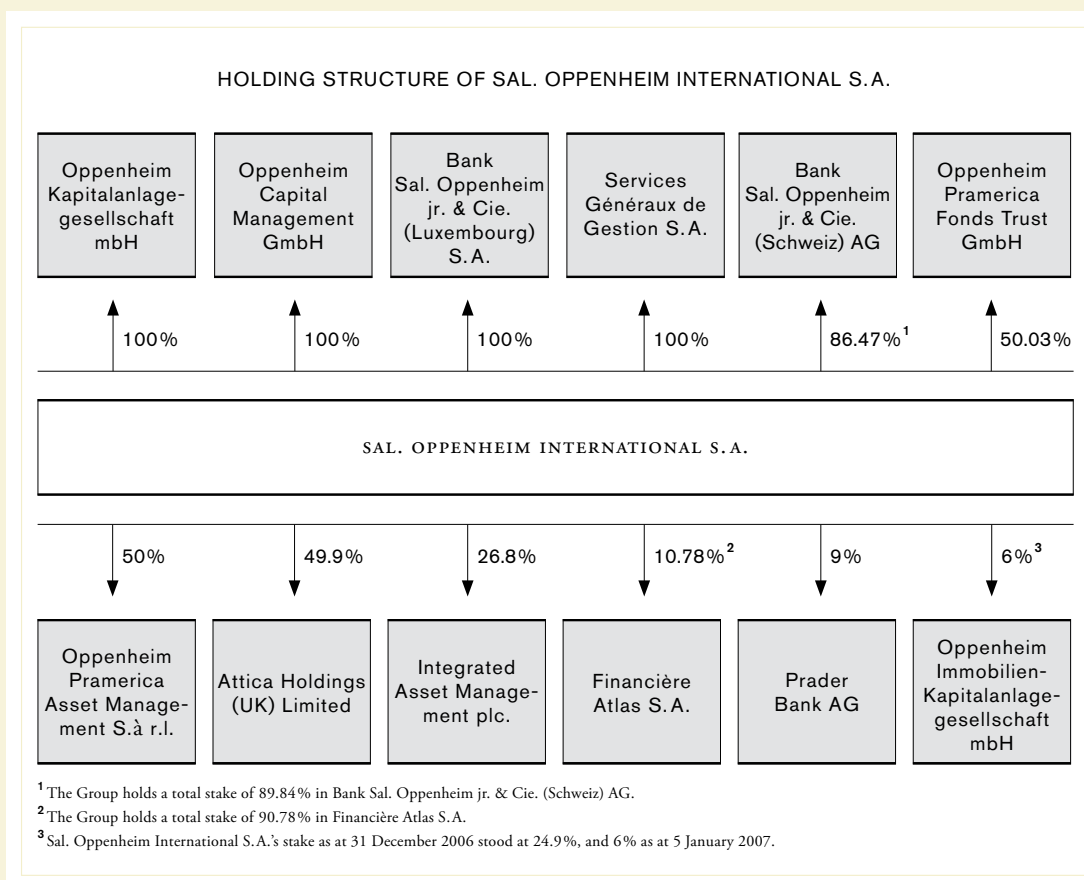 HOLDING STRUCTURE OF SAL. OPPENHEIM INTERNATIONAL S.A.
Oppenheim
Kapitalanlage-
gesellschaft
mbH
Oppenheim
Capital
Management
GmbH
Bank
Sal. Oppenheim
jr. & Cie.
(Luxembourg)
S.A.
Services
Généraux de
Gestion S.A.
Bank
Sal. Oppenheim
jr. & Cie.
(Schweiz) AG
Oppenheim
Pramerica
Fonds Trust
GmbH
100%
100%
100%
100%
86.47%¹
50.03%
SAL. OPPENHEIM INTERNATIONAL S.A.
50%
49.9%
26.8%
10.78%²
9%
6%³
Oppenheim
Pramerica
Asset Manage-
ment S.à r.l.
Attica Holdings
(UK) Limited
Integrated
Asset Manage-
ment plc.
Financière
Atlas S.A.
Prader
Bank AG
Oppenheim
Immobilien-
Kapitalanlage-
gesellschaft
mbH
¹ The Group holds a total stake of 89.84% in Bank Sal. Oppenheim jr. & Cie. (Schweiz) AG.
² The Group holds a total stake of 90.78% in Financière Atlas S.A.
³ Sal. Oppenheim International S.A.'s stake as at 31 December 2006 stood at 24.9%, and 6% as at 5 January 2007.